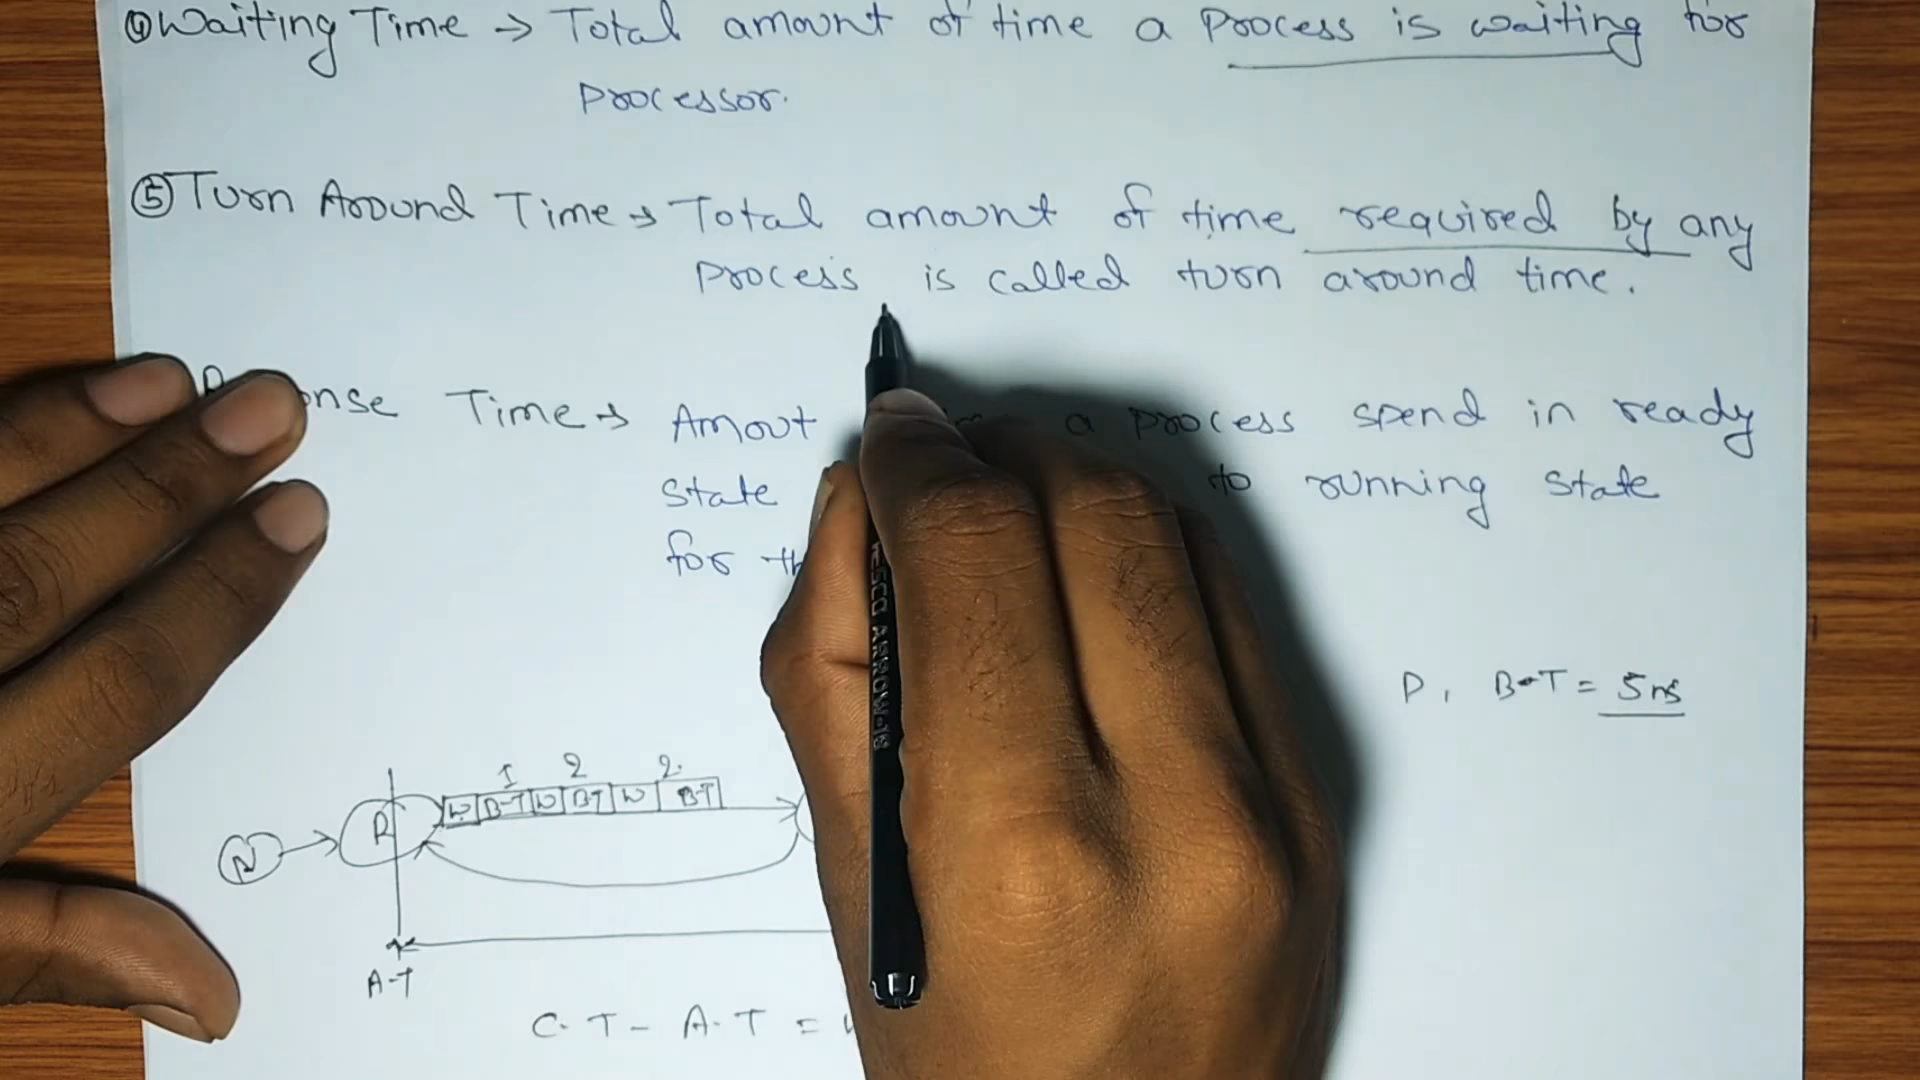 ④Waiting Time → Total amount of time a process is waiting for
processor.
⑤Turn Around Time → Total amount of time required by any
process is called turn around time.
Time → Amout a process spend in ready
state to running state
for
P, B-T = 5ns
1 2 2.
W B-T W B-T W B-T
R
N
A-T
C.T - A.T =